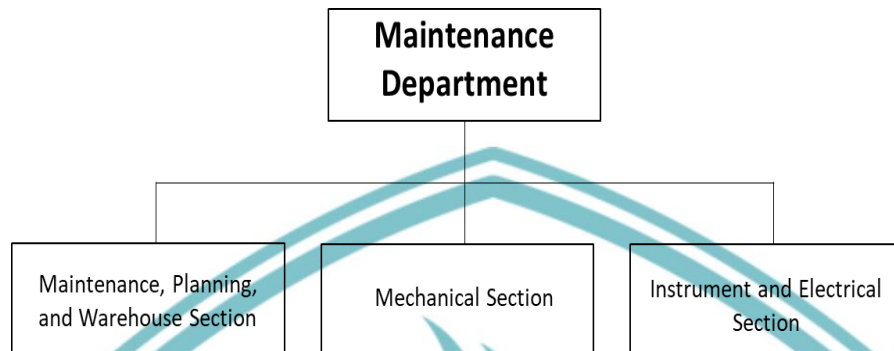 Maintenance
Department
Maintenance, Planning,
and Warehouse Section
Mechanical Section
Instrument and Electrical
Section